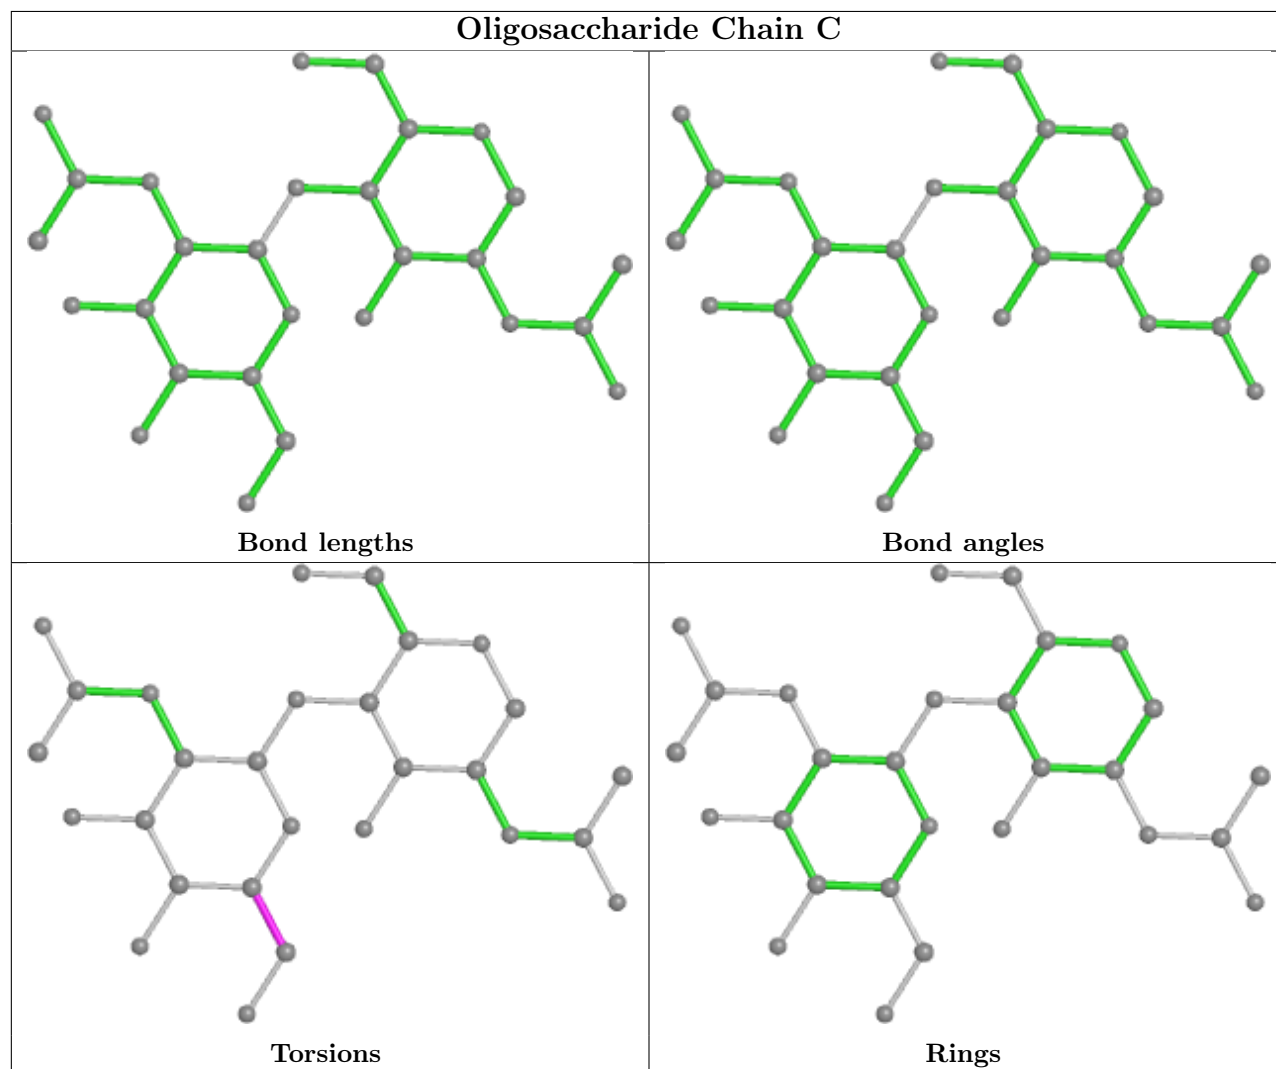 Oligosaccharide Chain C
Bond lengths
Bond angles
Torsions
Rings